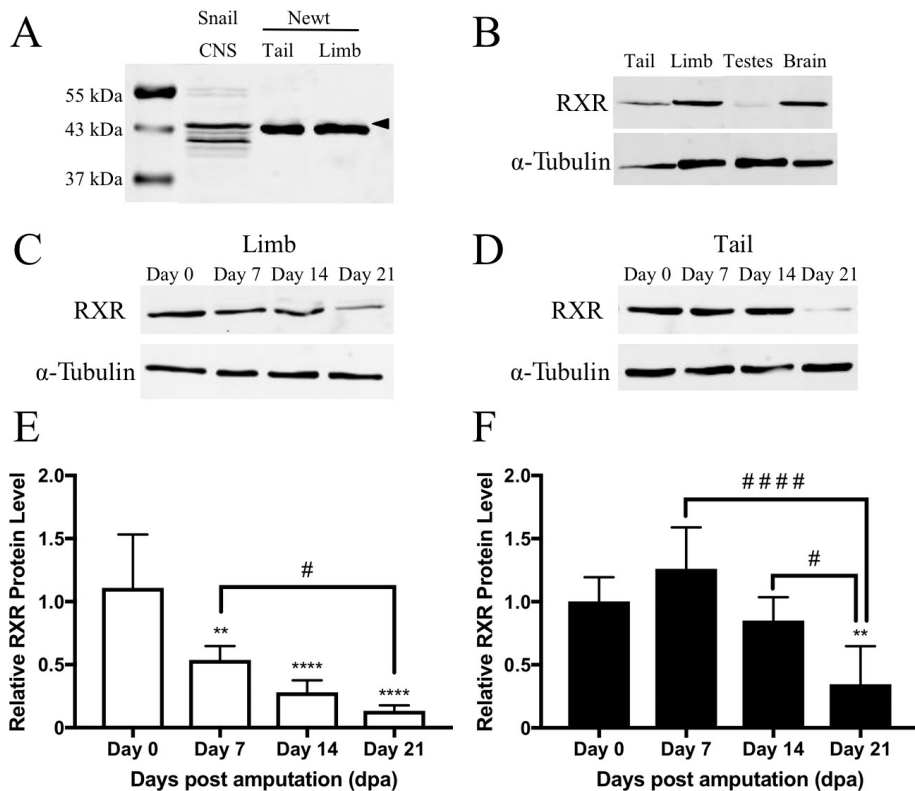 A
Snail
Newt
CNS
Tail
Limb
55 kDa
43 kDa
37 kDa
B
Tail Limb Testes Brain
RXR
α-Tubulin
C
Limb
Day 0 Day 7 Day 14 Day 21
RXR
α-Tubulin
D
Tail
Day 0 Day 7 Day 14 Day 21
RXR
α-Tubulin
E
Relative RXR Protein Level
2.0
1.5
1.0
0.5
0
#
**
****
****
Day 0 Day 7 Day 14 Day 21
Days post amputation (dpa)
F
Relative RXR Protein Level
2.0
1.5
1.0
0.5
0
# # # #
#
**
Day 0 Day 7 Day 14 Day 21
Days post amputation (dpa)